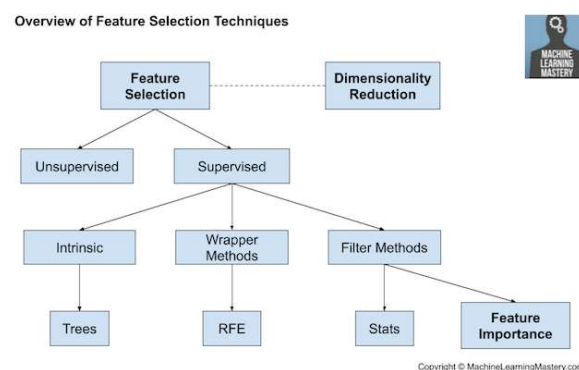 Overview of Feature Selection Techniques
MACHINE
LEARNING
MASTERY
Feature
Selection
Dimensionality
Reduction
Unsupervised
Supervised
Intrinsic
Wrapper
Methods
Filter Methods
Trees
RFE
Stats
Feature
Importance
Copyright © MachineLearningMastery.com